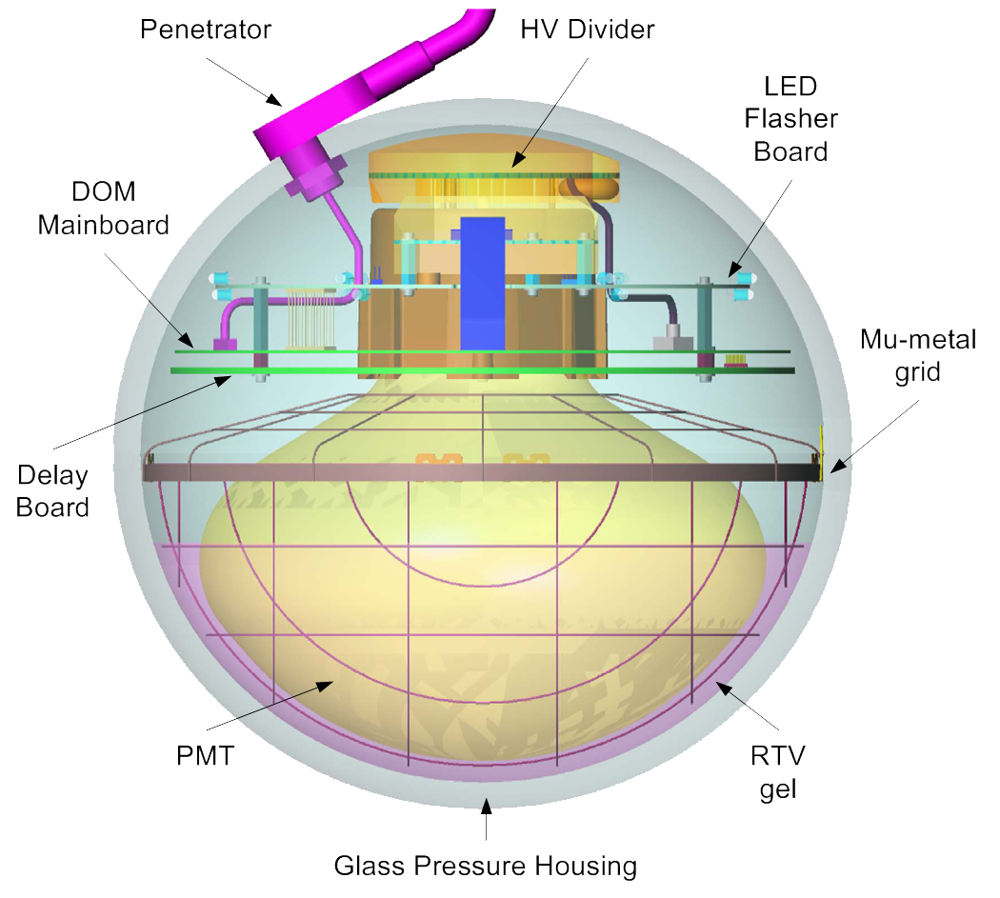 Penetrator
HV Divider
LED
Flasher
Board
DOM
Mainboard
Mu-metal
grid
Delay
Board
PMT
RTV
gel
Glass Pressure Housing